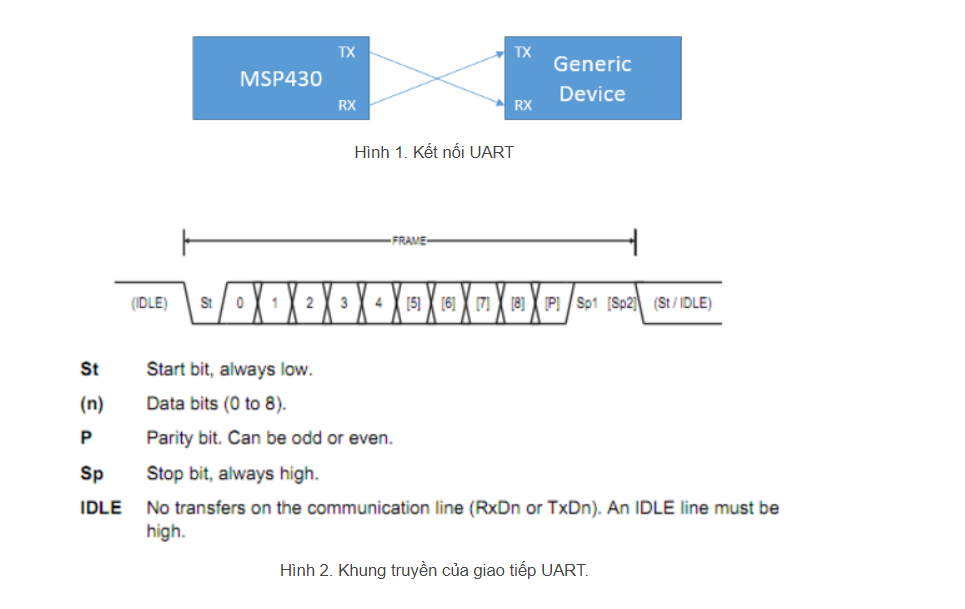 TX
MSP430
RX
TX
Generic
Device
RX
Hình 1. Kết nối UART
FRAME
(IDLE) St 0 1 2 3 4 [5] [6] [7] [8] [P] Sp1 [Sp2] (St / IDLE)
St Start bit, always low.
(n) Data bits (0 to 8).
P Parity bit. Can be odd or even.
Sp Stop bit, always high.
IDLE No transfers on the communication line (RxDn or TxDn). An IDLE line must be
high.
Hình 2. Khung truyền của giao tiếp UART.